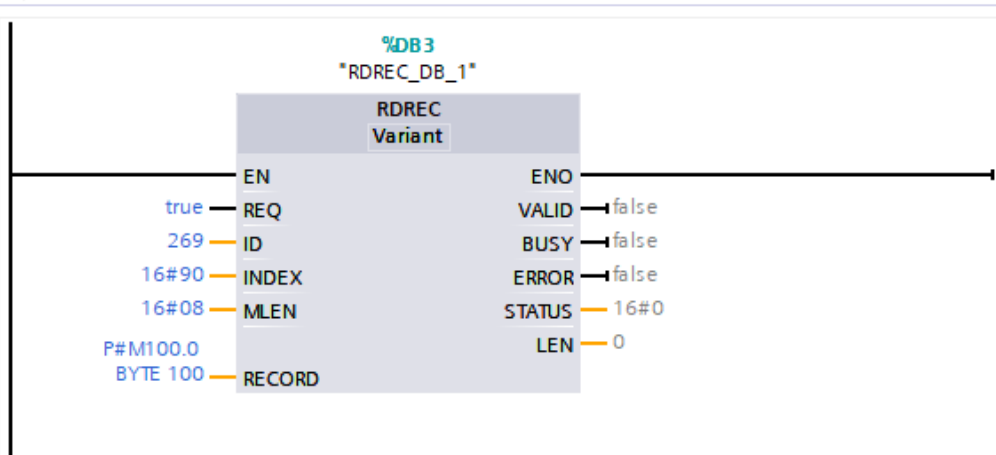 %DB3
"RDREC_DB_1"
RDREC
Variant
EN ENO
true REQ VALID false
269 ID BUSY false
16#90 INDEX ERROR false
16#08 MLEN STATUS 16#0
LEN 0
P#M100.0
BYTE 100 RECORD